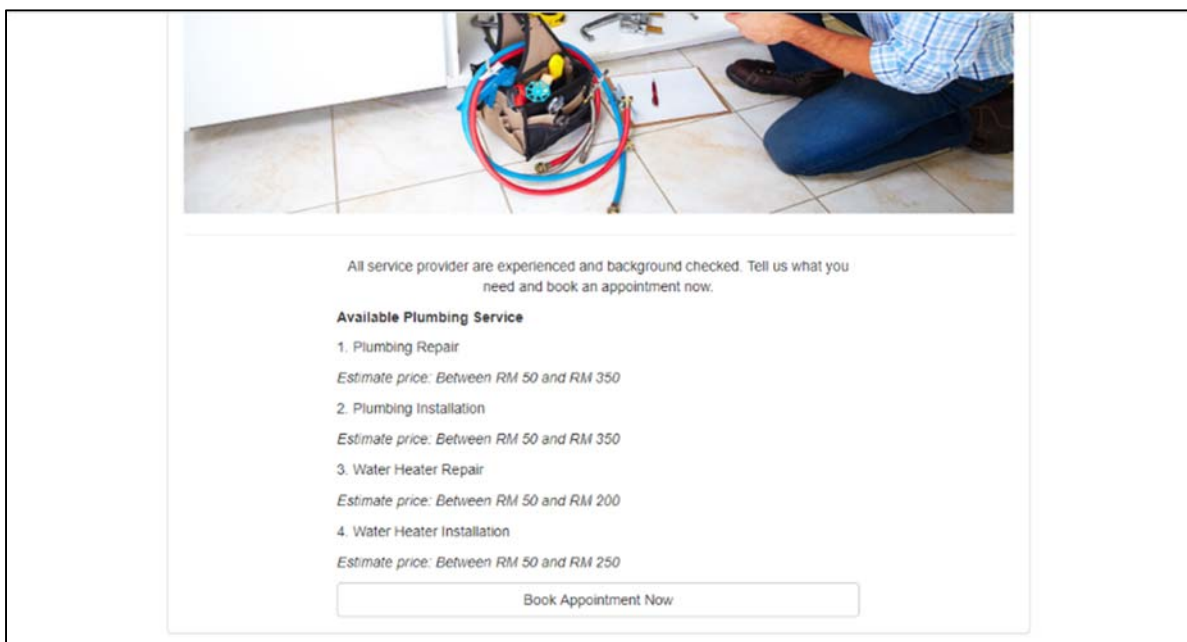 All service provider are experienced and background checked. Tell us what you
need and book an appointment now.
Available Plumbing Service
1. Plumbing Repair
Estimate price: Between RM 50 and RM 350
2. Plumbing Installation
Estimate price: Between RM 50 and RM 350
3. Water Heater Repair
Estimate price: Between RM 50 and RM 200
4. Water Heater Installation
Estimate price: Between RM 50 and RM 250
Book Appointment Now